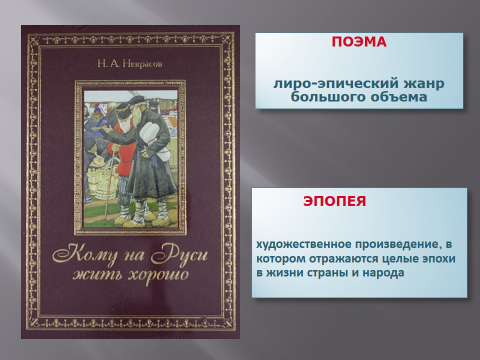 Н. А. Некрасов
Кому на Руси
жить хорошо
ПОЭМА
лиро-эпический жанр
большого объема
ЭПОПЕЯ
художественное произведение, в
котором отражаются целые эпохи
в жизни страны и народа